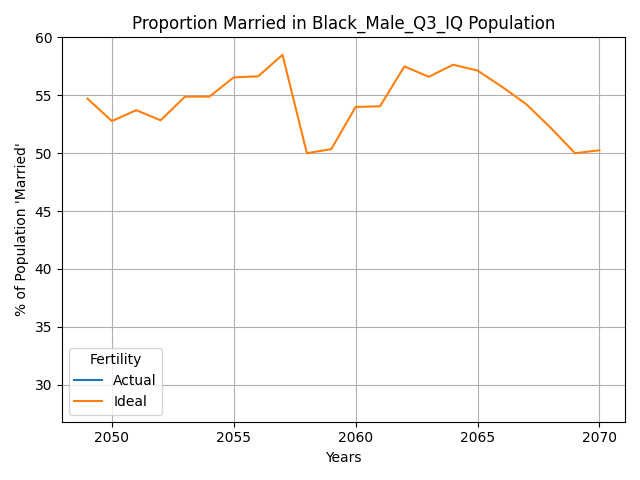 Proportion Married in Black_Male_Q3_IQ Population
% of Population 'Married'
60
55
50
45
40
35
30
Fertility
Actual
Ideal
2050 2055 2060 2065 2070
Years